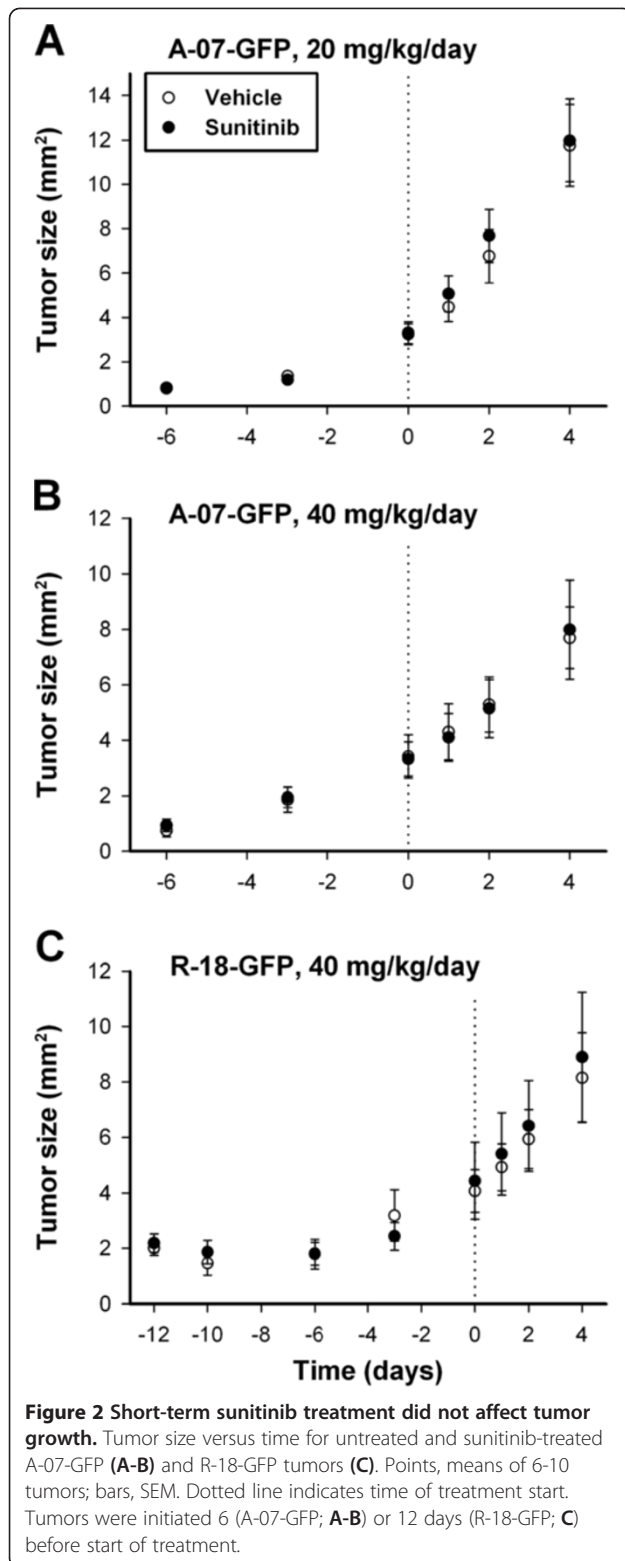 A
A-07-GFP, 20 mg/kg/day
Vehicle
Sunitinib
Tumor size (mm²)
14
12
10
8
6
4
2
0
-6 -4 -2 0 2 4
B
A-07-GFP, 40 mg/kg/day
Tumor size (mm²)
12
10
8
6
4
2
0
-6 -4 -2 0 2 4
C
R-18-GFP, 40 mg/kg/day
Tumor size (mm²)
12
10
8
6
4
2
0
-12 -10 -8 -6 -4 -2 0 2 4
Time (days)
Figure 2 Short-term sunitinib treatment did not affect tumor
growth. Tumor size versus time for untreated and sunitinib-treated
A-07-GFP (A-B) and R-18-GFP tumors (C). Points, means of 6-10
tumors; bars, SEM. Dotted line indicates time of treatment start.
Tumors were initiated 6 (A-07-GFP; A-B) or 12 days (R-18-GFP; C)
before start of treatment.